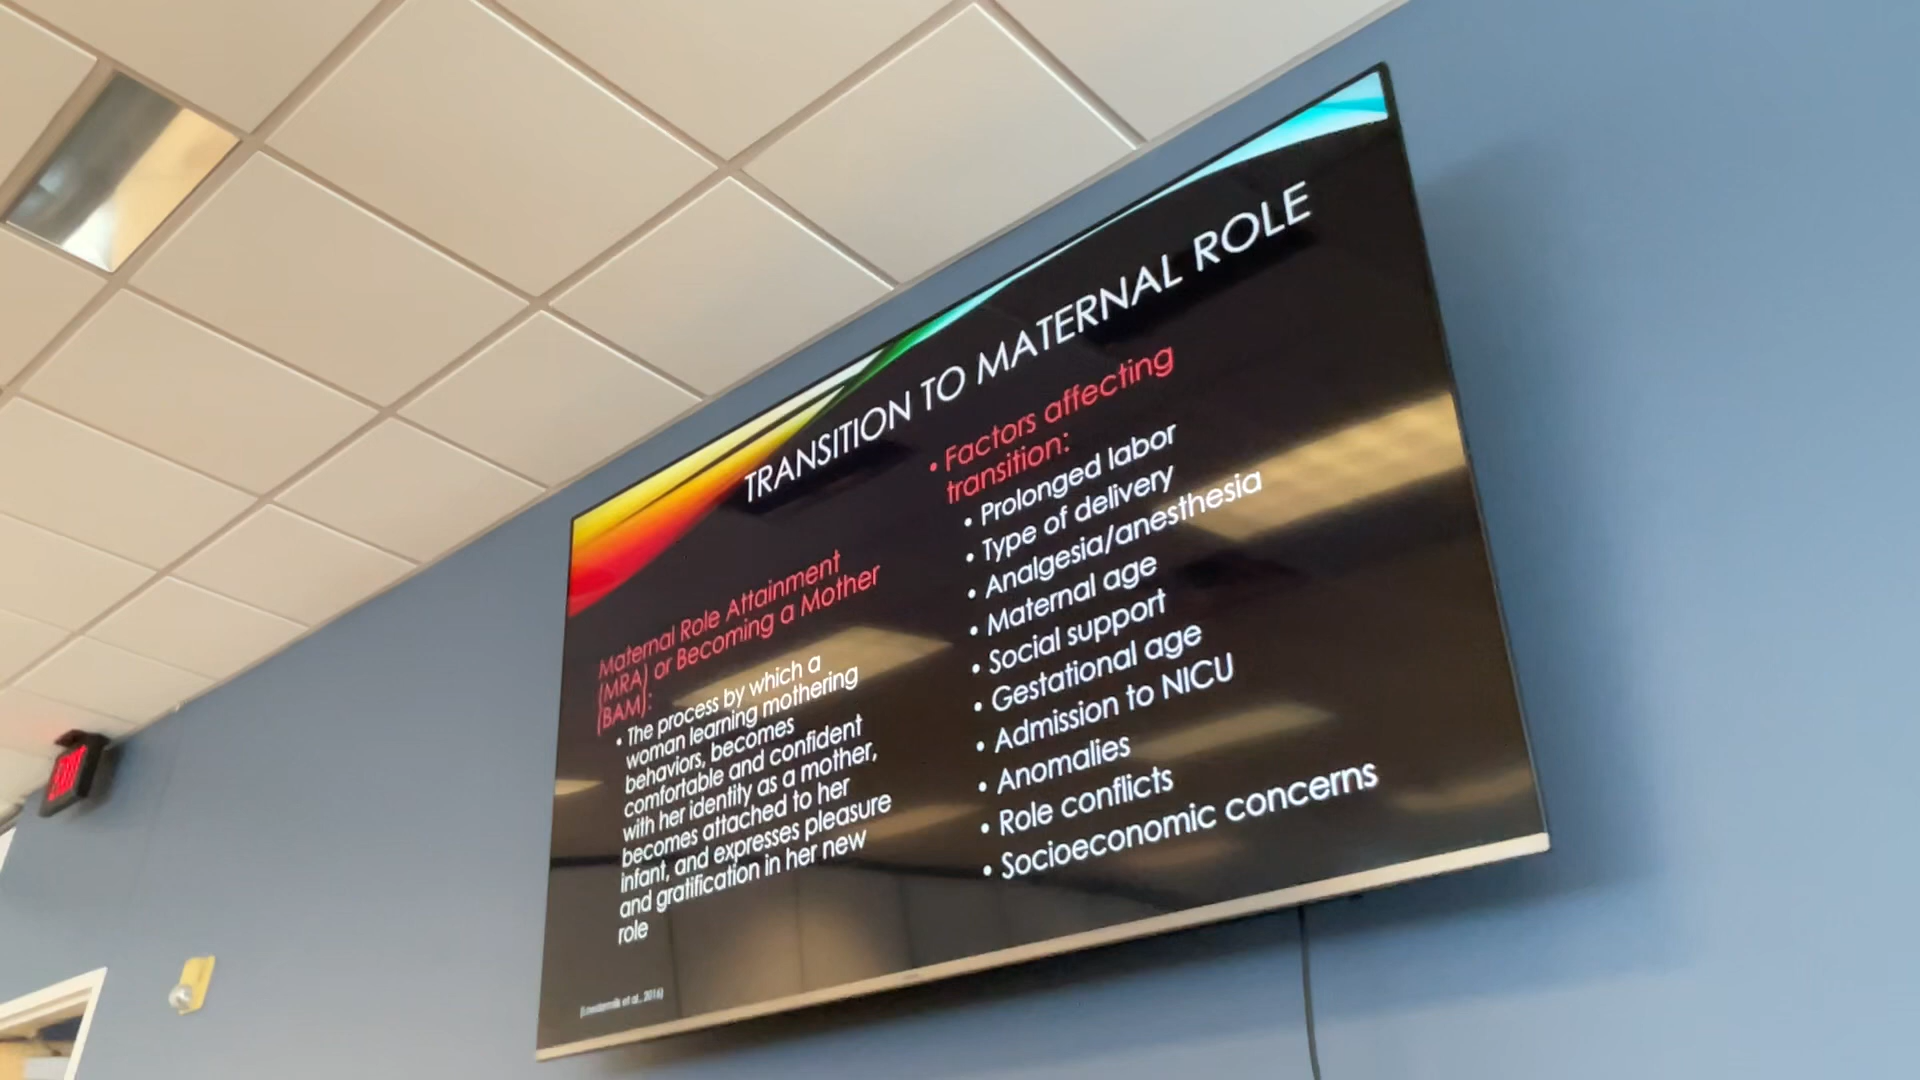 TRANSITION TO MATERNAL ROLE
Maternal Role Attainment
(MRA) or Becoming a Mother
(BAM):
• The process by which a
woman learning mothering
behaviors, becomes
comfortable and confident
with her identity as a mother,
becomes attached to her
infant, and expresses pleasure
and gratification in her new
role
• Factors affecting
transition:
• Prolonged labor
• Type of delivery
• Analgesia/anesthesia
• Maternal age
• Social support
• Gestational age
• Admission to NICU
• Anomalies
• Role conflicts
• Socioeconomic concerns
et al., 2016)